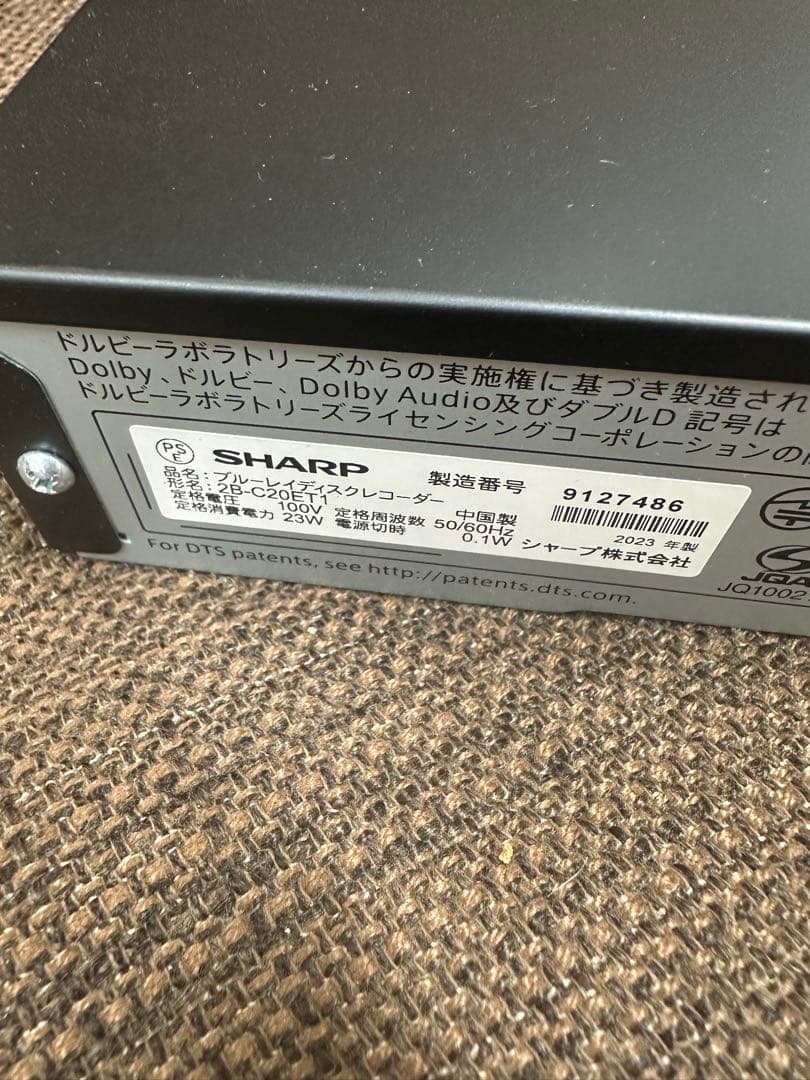 ドルビーラボラトリーズからの実施権に基づき製造され
Dolby、ドルビー、Dolby Audio及びダブルD 記号は
ドルビーラボラトリーズライセンシングコーポレーションの
PS
E
SHARP
製造番号 9127486
品名：ブルーレイディスクレコーダー
形名：2B-C20ET1 中国製
2023 年製
定格電圧 100V 定格周波数 50/60Hz
定格消費電力 23W 電源切時 0.1W シャープ株式会社
For DTS patents, see http://patents.dts.com.
JQA
JQ1002